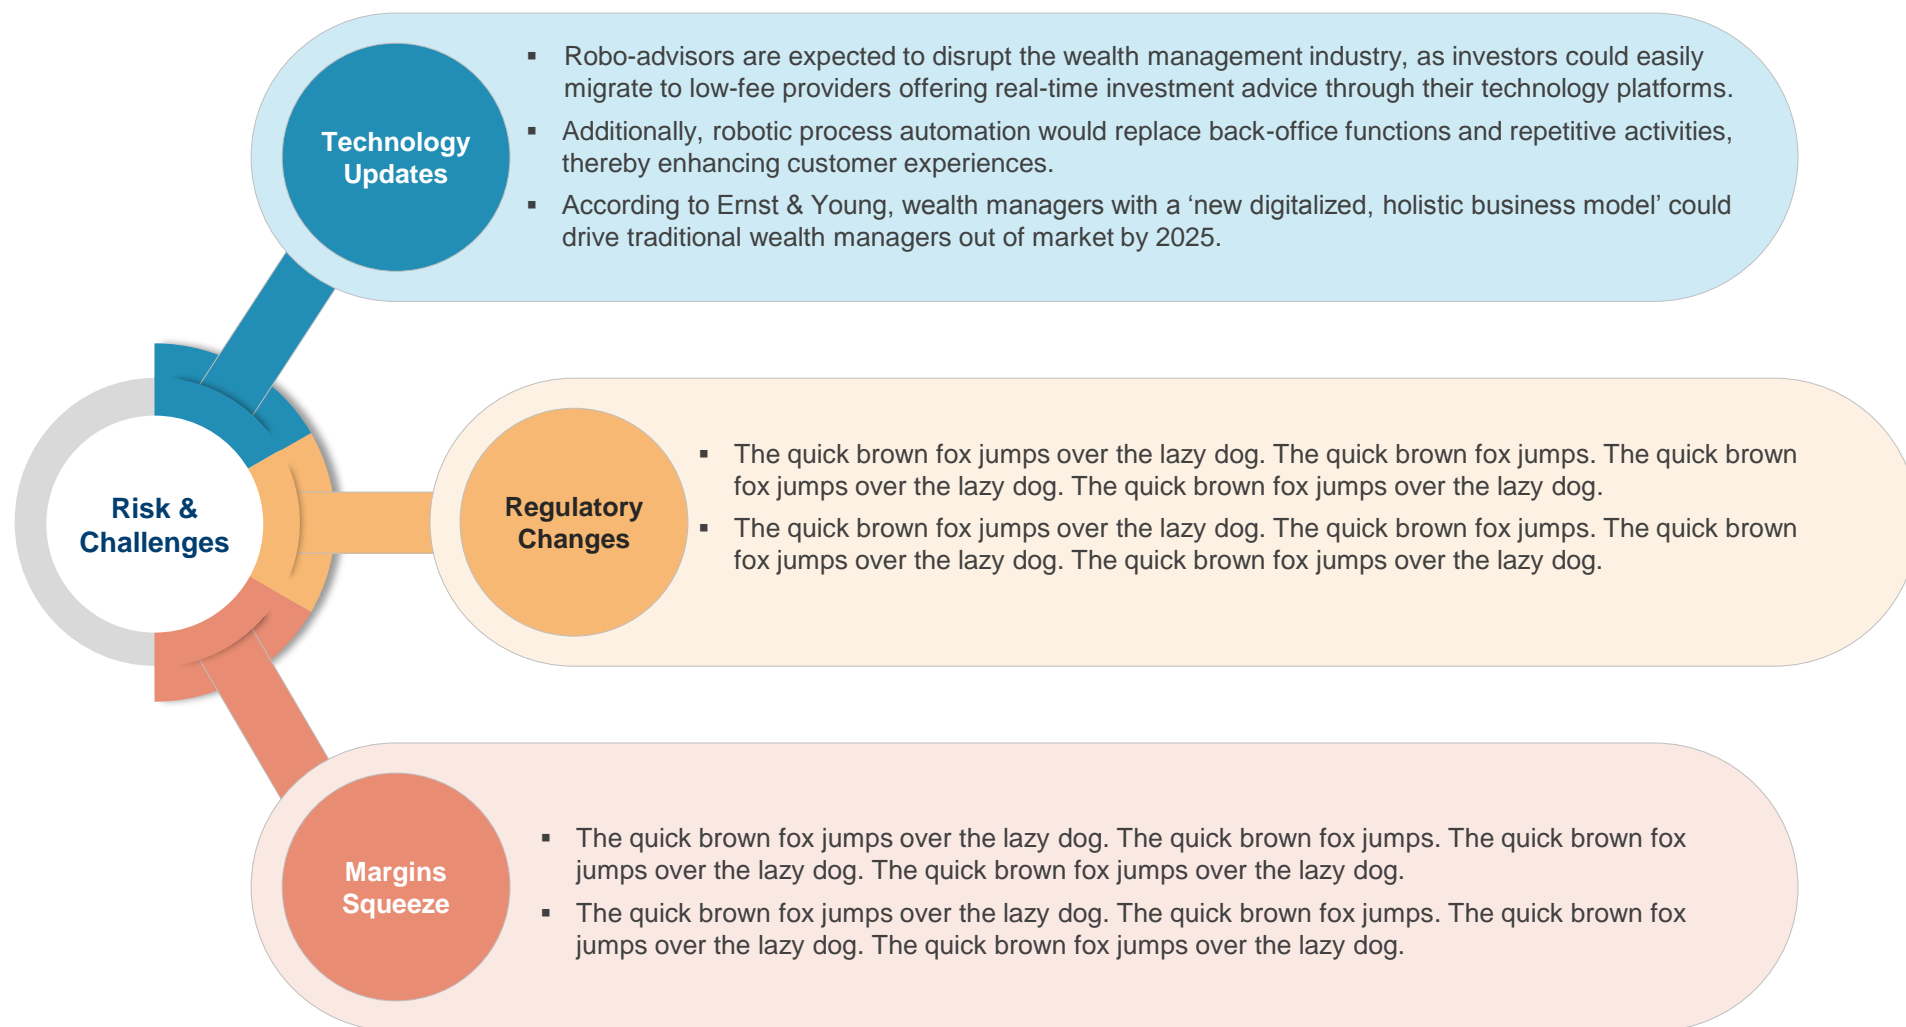 Technology
Updates
▪ Robo-advisors are expected to disrupt the wealth management industry, as investors could easily
migrate to low-fee providers offering real-time investment advice through their technology platforms.
▪ Additionally, robotic process automation would replace back-office functions and repetitive activities,
thereby enhancing customer experiences.
▪ According to Ernst & Young, wealth managers with a ‘new digitalized, holistic business model’ could
drive traditional wealth managers out of market by 2025.
Risk &
Challenges
Regulatory
Changes
▪ The quick brown fox jumps over the lazy dog. The quick brown fox jumps. The quick brown
fox jumps over the lazy dog. The quick brown fox jumps over the lazy dog.
▪ The quick brown fox jumps over the lazy dog. The quick brown fox jumps. The quick brown
fox jumps over the lazy dog. The quick brown fox jumps over the lazy dog.
Margins
Squeeze
▪ The quick brown fox jumps over the lazy dog. The quick brown fox jumps. The quick brown fox
jumps over the lazy dog. The quick brown fox jumps over the lazy dog.
▪ The quick brown fox jumps over the lazy dog. The quick brown fox jumps. The quick brown fox
jumps over the lazy dog. The quick brown fox jumps over the lazy dog.